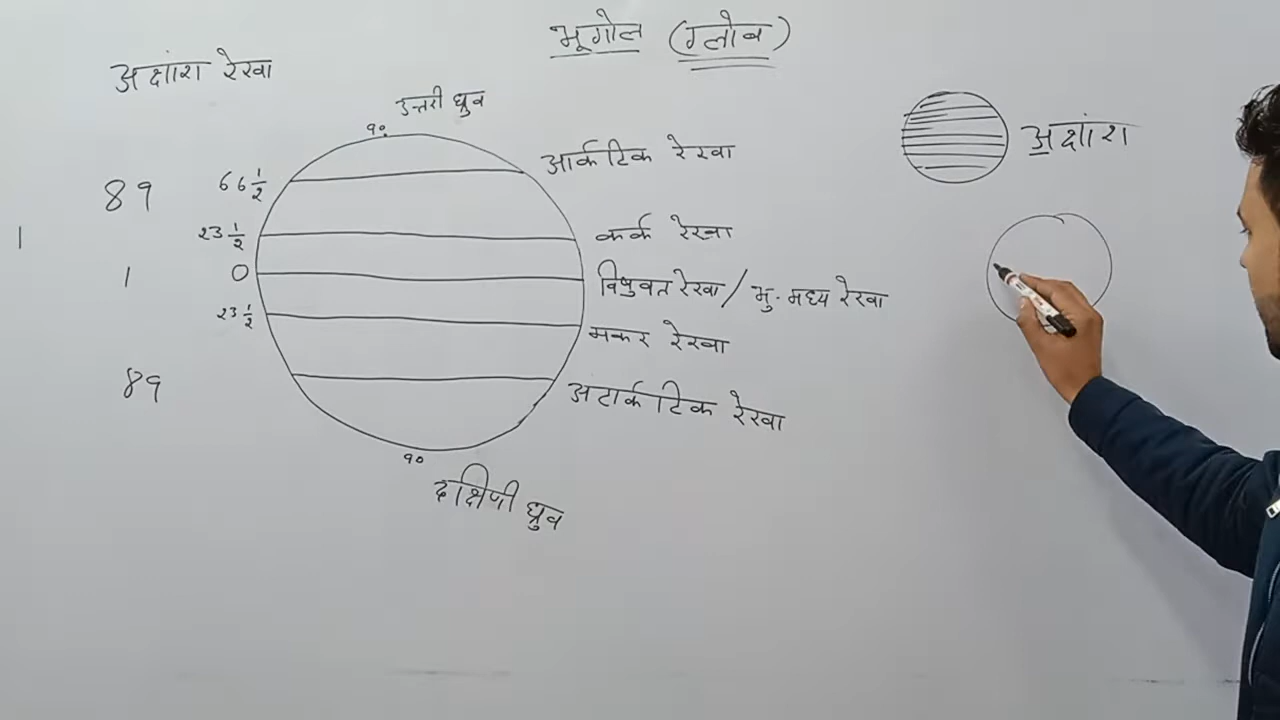 भूगोल (ग्लोब)
अक्षांश रेखा
उत्तरी ध्रुव
90
आर्कटिक रेखा
66 1/2
89
23 1/2
कर्क रेखा
1
1
0
विषुवत रेखा / भु. मध्य रेखा
23 1/2
मकर रेखा
89
अटार्कटिक रेखा
90
दक्षिणी ध्रुव
अक्षांश